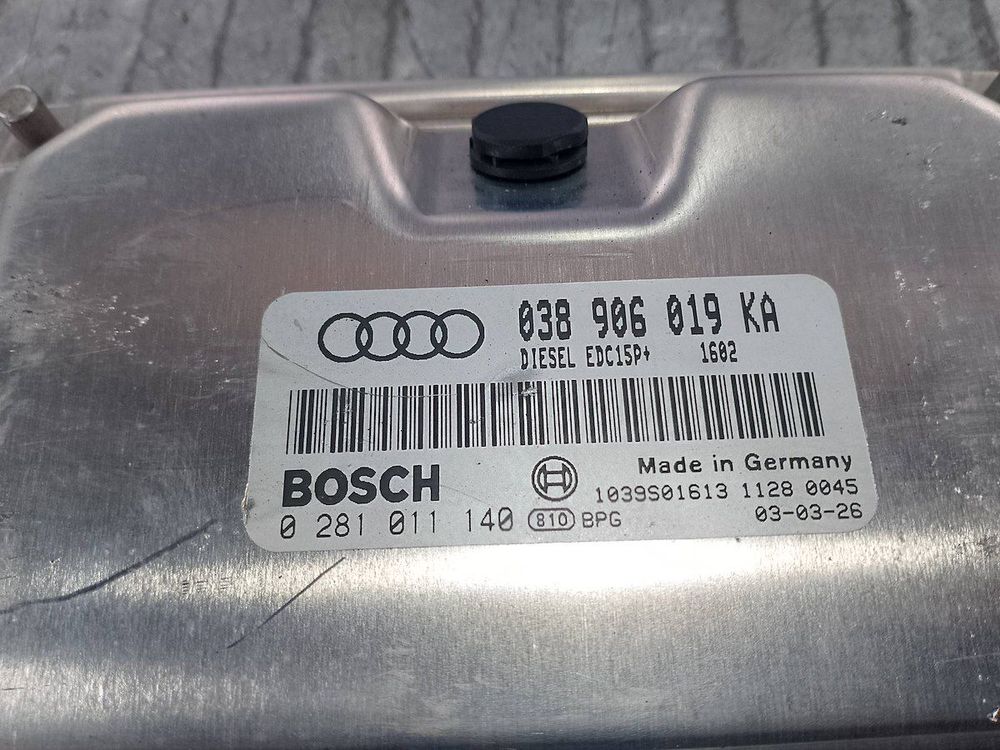 038 906 019 KA
DIESEL EDC15P+ 1602
BOSCH
Made in Germany
1039S01613 1128 0045
0 281 011 140 810 BPG
03-03-26